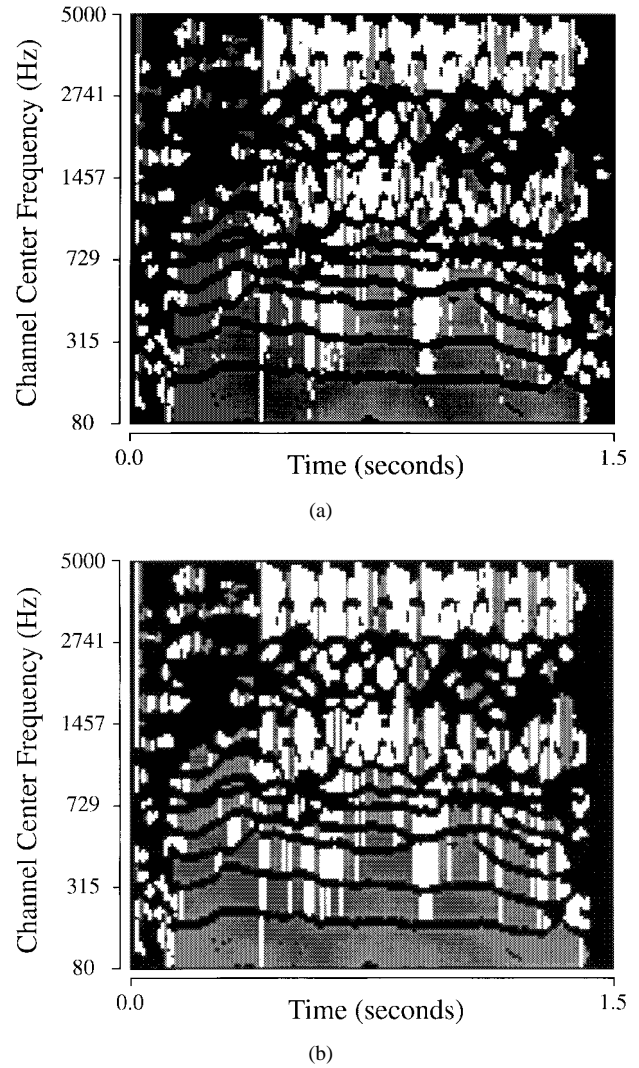 5000
2741
1457
729
315
80
Channel Center Frequency (Hz)
0.0
1.5
Time (seconds)
(a)
5000
2741
1457
729
315
80
Channel Center Frequency (Hz)
0.0
1.5
Time (seconds)
(b)